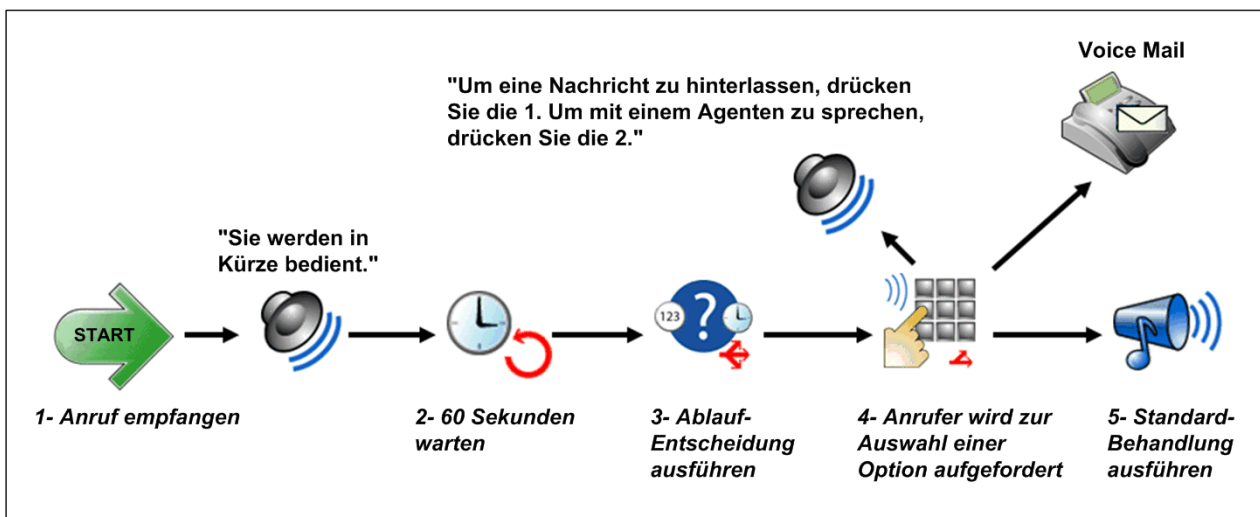 Voice Mail
"Um eine Nachricht zu hinterlassen, drücken
Sie die 1. Um mit einem Agenten zu sprechen,
drücken Sie die 2."
"Sie werden in
Kürze bedient."
START
123
?
1- Anruf empfangen
2- 60 Sekunden
warten
3- Ablauf-
Entscheidung
ausführen
4- Anrufer wird zur
Auswahl einer
Option aufgefordert
5- Standard-
Behandlung
ausführen